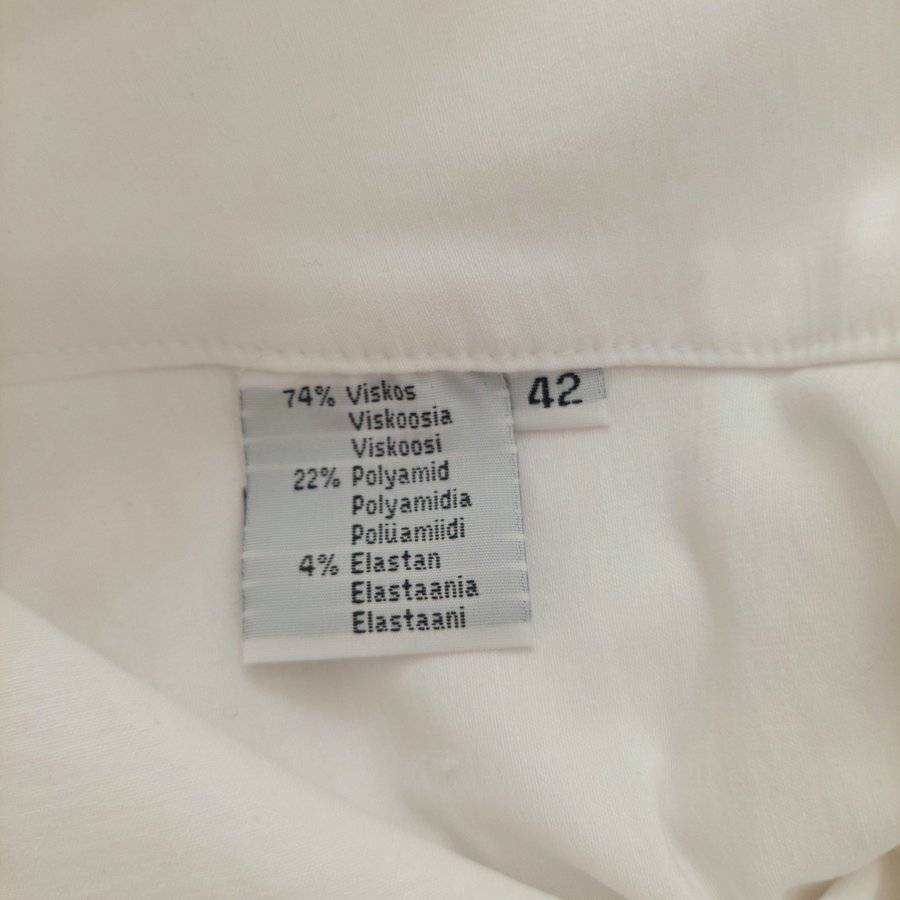 74% Viskos
Viskoosia
Viskoosi
22% Polyamid
Polyamidia
Polüamiidi
4% Elastan
Elastaania
Elastaani
42